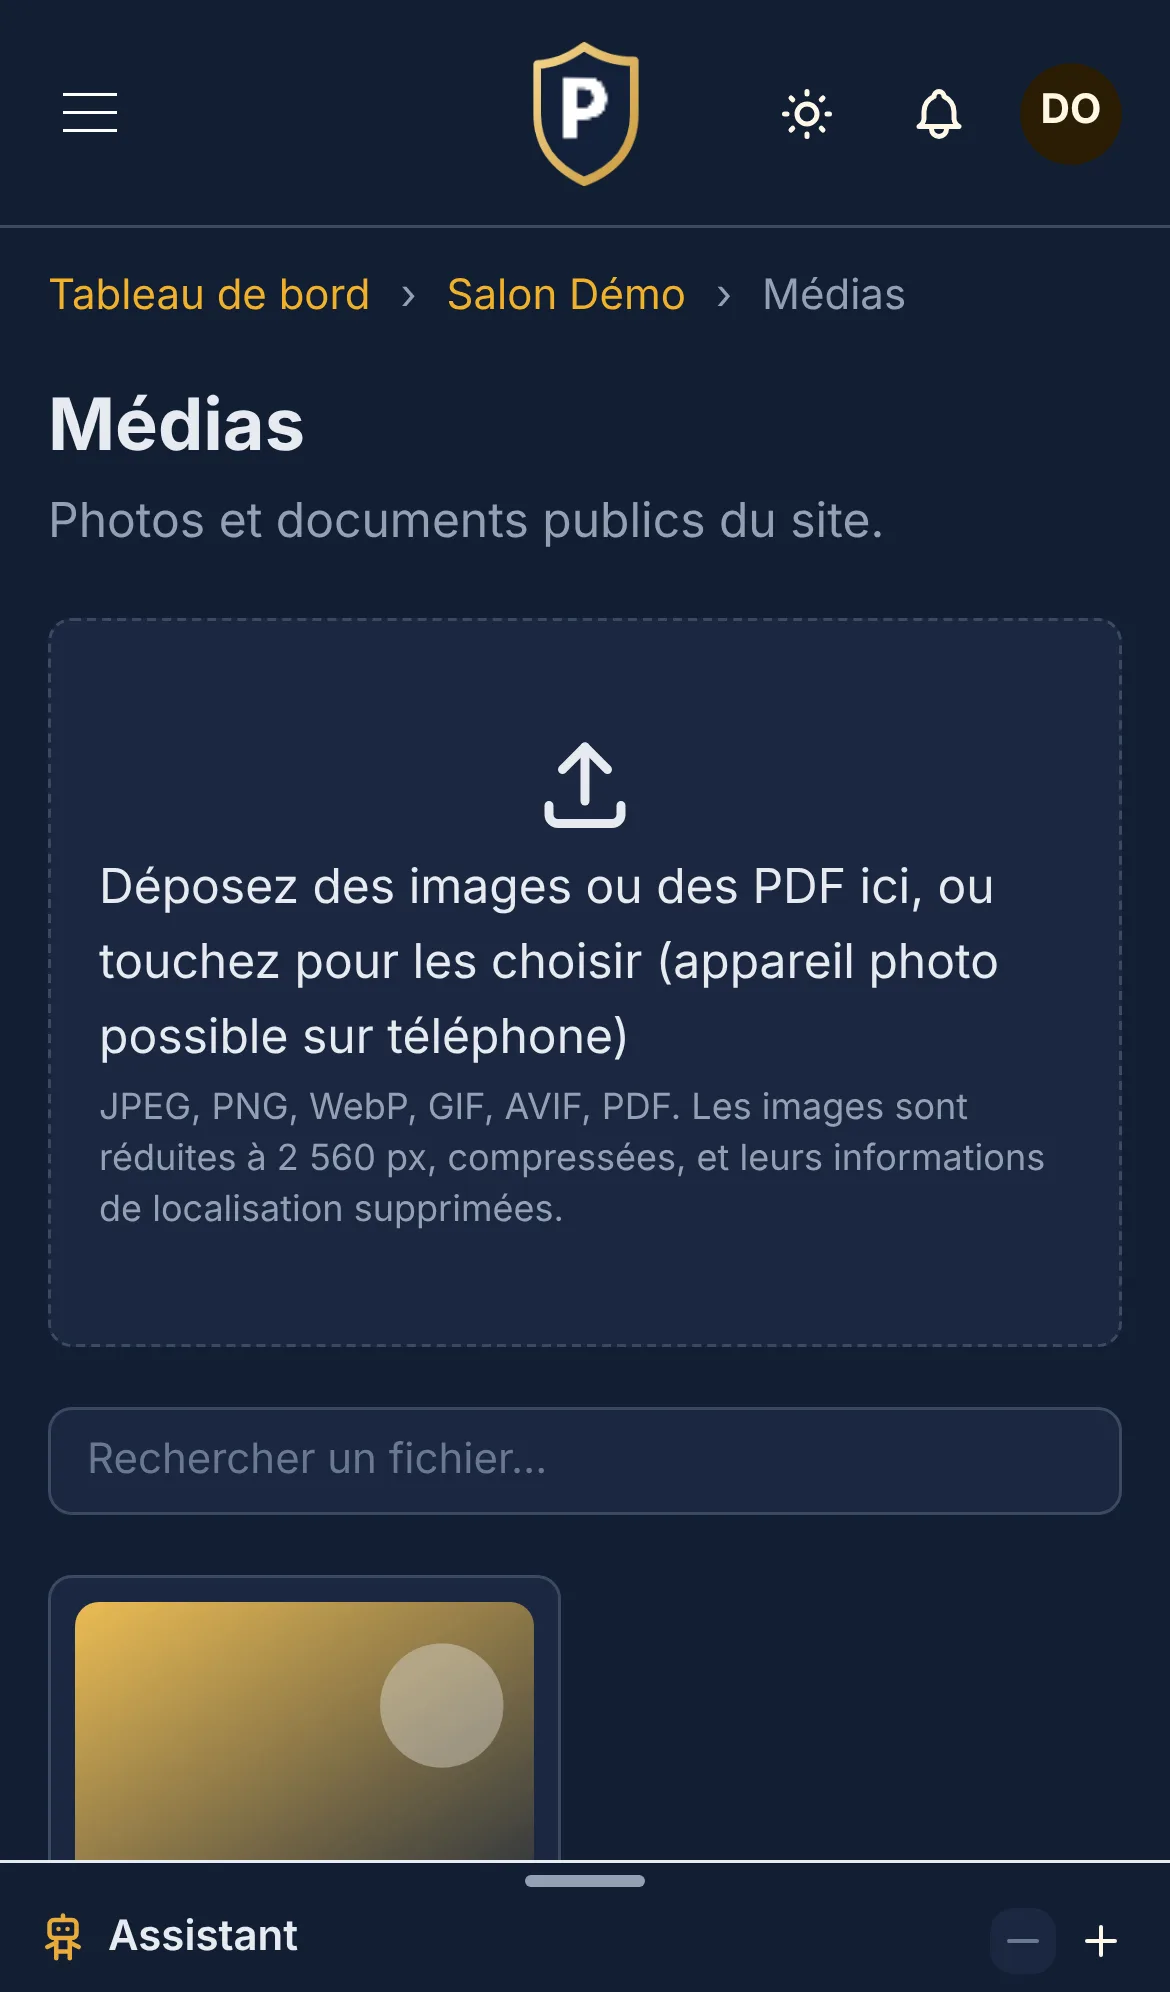 P
DO
Tableau de bord › Salon Démo › Médias
Médias
Photos et documents publics du site.
Déposez des images ou des PDF ici, ou
touchez pour les choisir (appareil photo
possible sur téléphone)
JPEG, PNG, WebP, GIF, AVIF, PDF. Les images sont
réduites à 2 560 px, compressées, et leurs informations
de localisation supprimées.
Rechercher un fichier...
Assistant